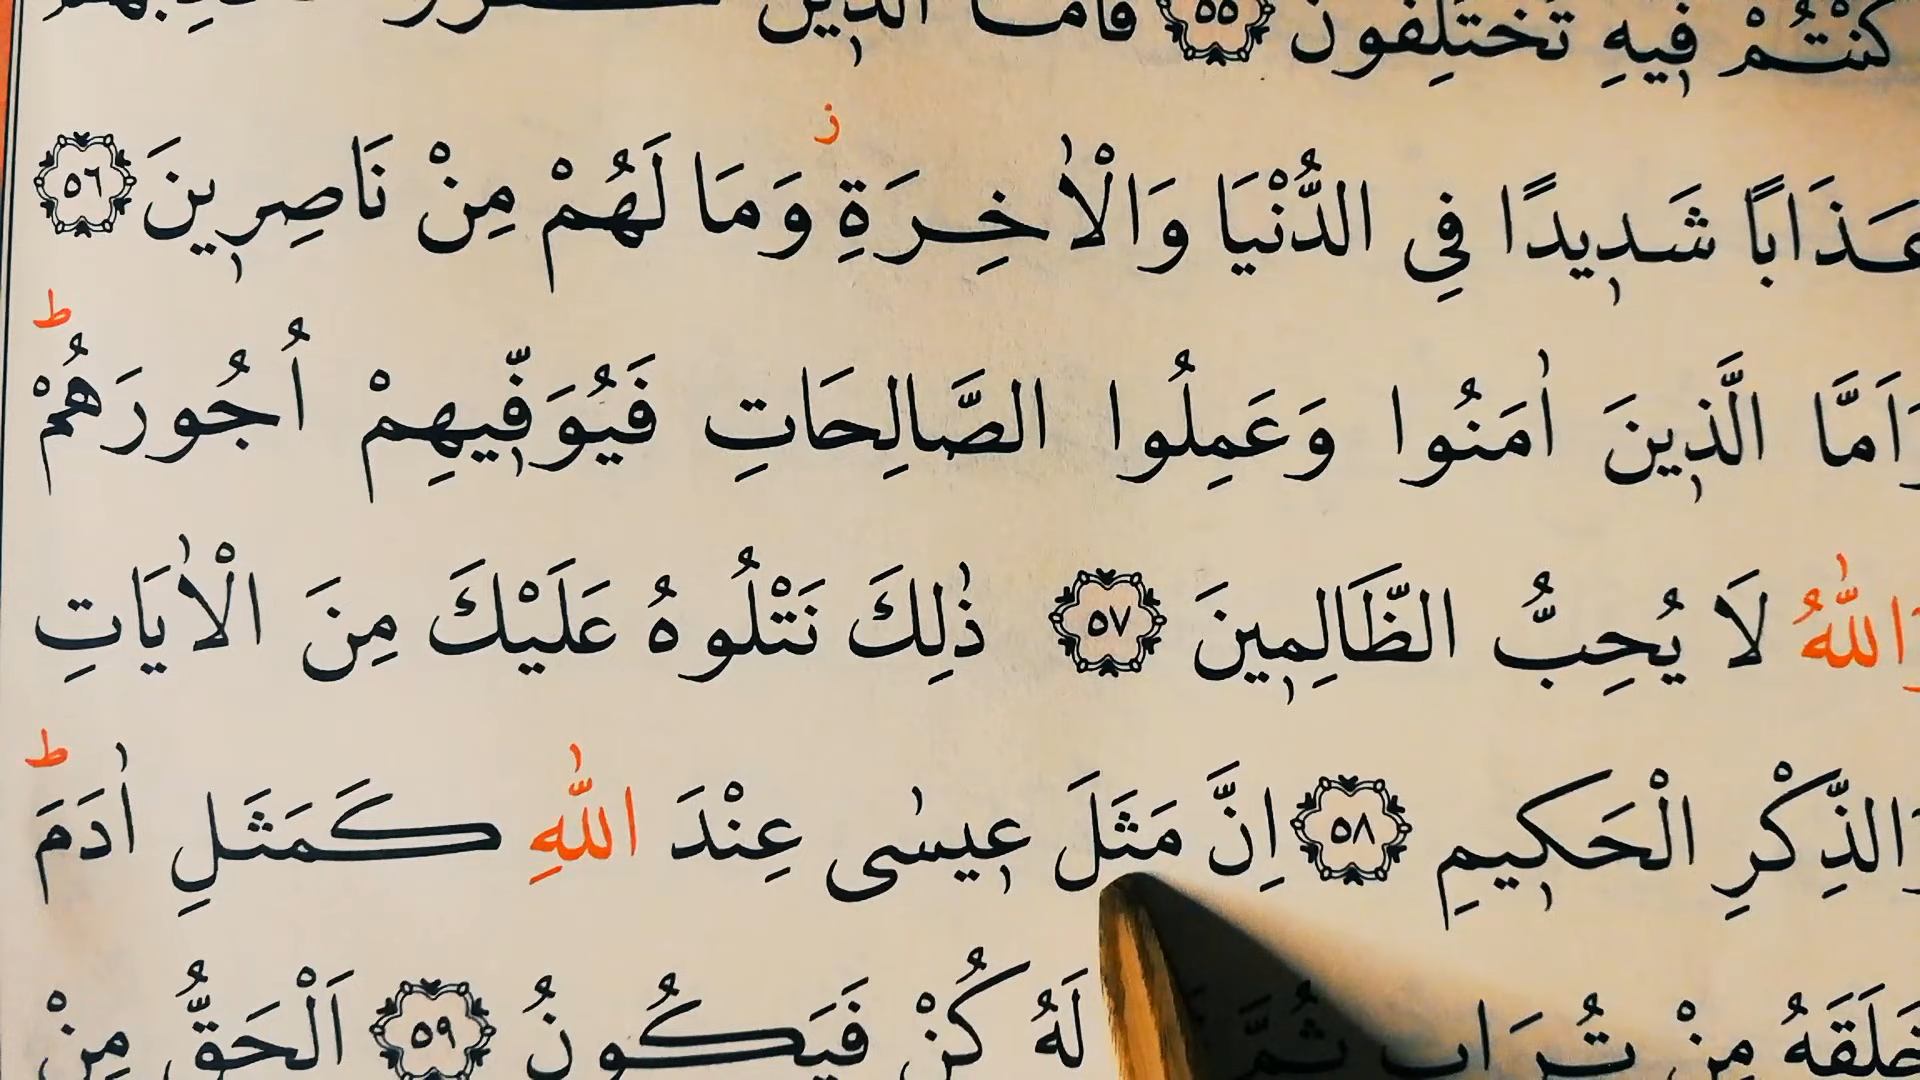 كُنْتُمْ فِيهِ تَخْتَلِفُونَ ﴿٥٥﴾ فَاَمَّا الَّذِينَ
عَذَابًا شَدِيدًا فِي الدُّنْيَا وَالْاٰخِرَةِۘ وَمَا لَهُمْ مِنْ نَاصِرِينَ ﴿٥٦﴾
وَاَمَّا الَّذِينَ اٰمَنُوا وَعَمِلُوا الصَّالِحَاتِ فَيُوَفِّيهِمْ اُجُورَهُمْ ط
وَاللّٰهُ لَا يُحِبُّ الظَّالِمِينَ ﴿٥٧﴾ ذٰلِكَ نَتْلُوهُ عَلَيْكَ مِنَ الْاٰيَاتِ
وَالذِّكْرِ الْحَكِيمِ ﴿٥٨﴾ اِنَّ مَثَلَ عِيسٰى عِنْدَ اللّٰهِ كَمَثَلِ اٰدَمَ ط
خَلَقَهُ مِنْ تُرَابٍ ثُمَّ لَهُ كُنْ فَيَكُونُ ﴿٥٩﴾ اَلْحَقُّ مِنْ